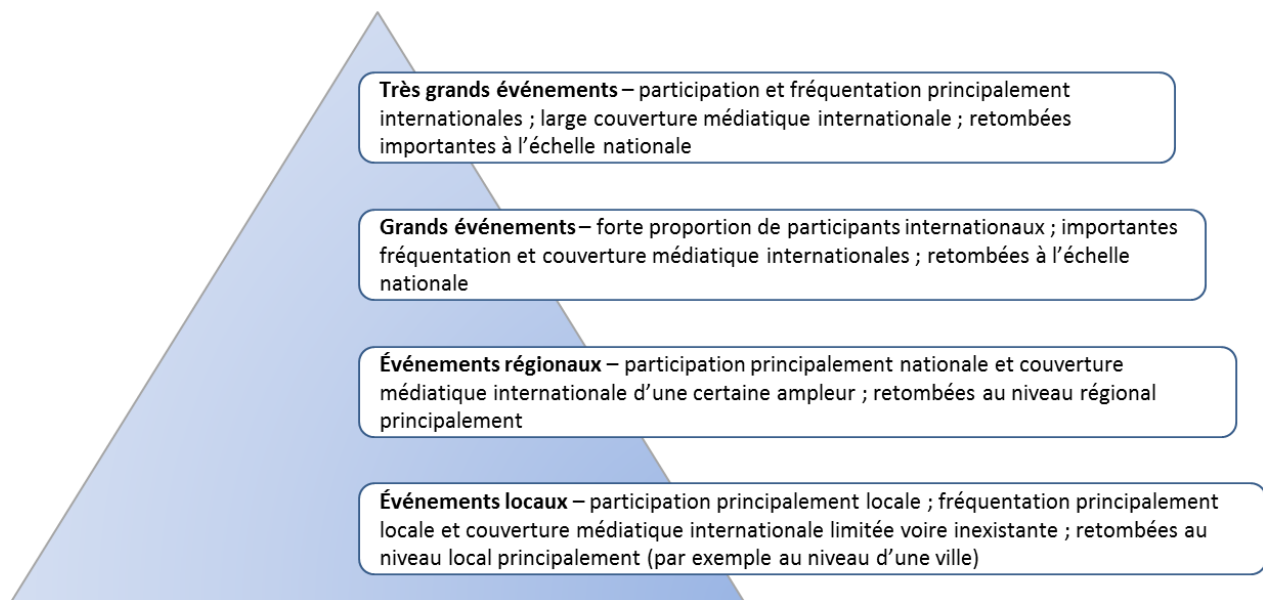 Très grands événements – participation et fréquentation principalement
internationales ; large couverture médiatique internationale ; retombées
importantes à l’échelle nationale
Grands événements – forte proportion de participants internationaux ; importantes
fréquentation et couverture médiatique internationales ; retombées à l’échelle
nationale
Événements régionaux – participation principalement nationale et couverture
médiatique internationale d’une certaine ampleur ; retombées au niveau régional
principalement
Événements locaux – participation principalement locale ; fréquentation principalement
locale et couverture médiatique internationale limitée voire inexistante ; retombées au
niveau local principalement (par exemple au niveau d’une ville)